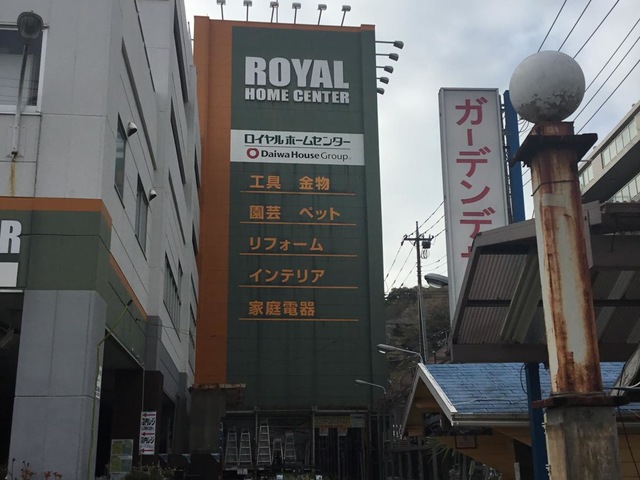 ROYAL
HOME CENTER
ロイヤルホームセンター
Daiwa House Group
工具 金物
園芸 ペット
リフォーム
インテリア
家庭電器
ガーデンデ
R